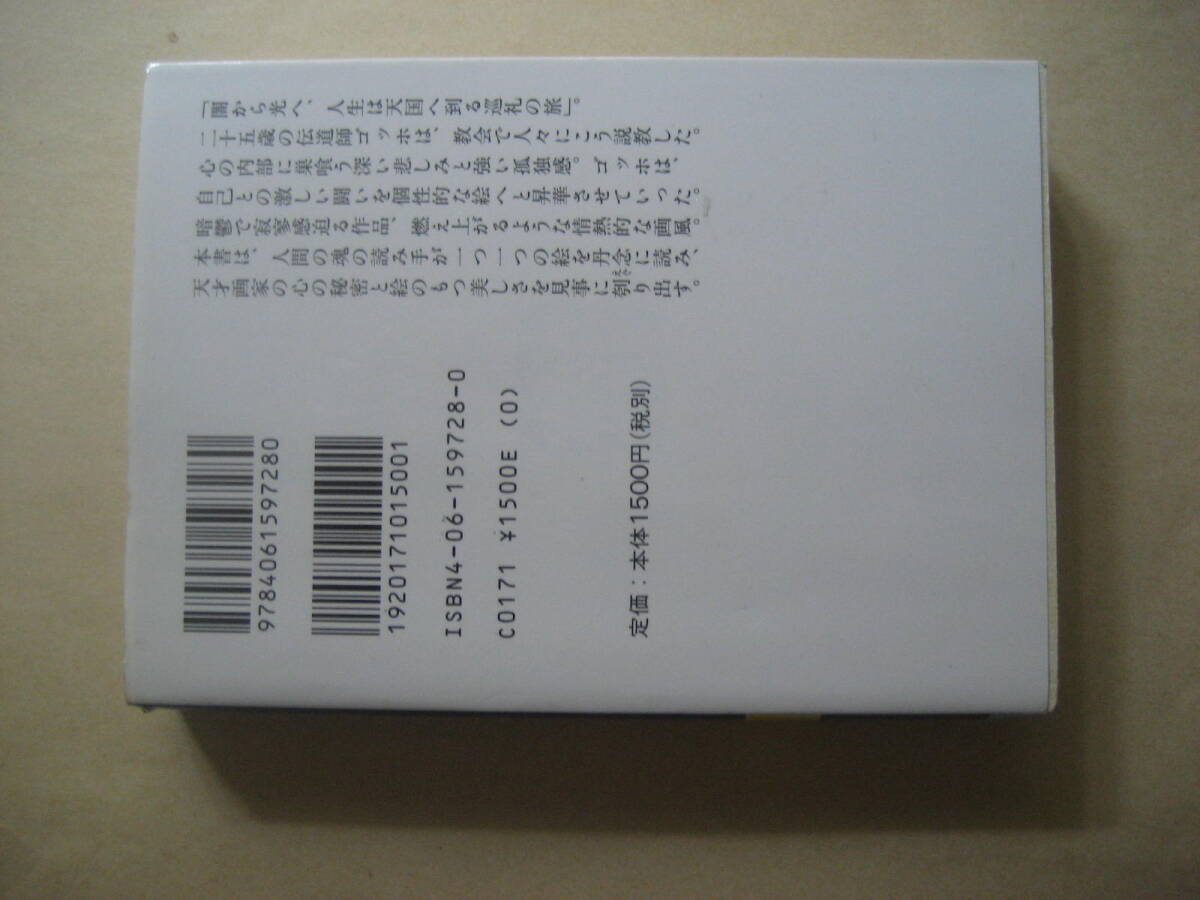 「闇から光へ、人生は天国へ到る巡礼の旅」。
二十五歳の伝道師ゴッホは、教会で人々にこう説教した。
心の内部に巣喰う深い悲しみと強い孤独感。ゴッホは、
自己との激しい闘いを個性的な絵へと昇華させていった。
暗鬱で寂寥感迫る作品、燃え上がるような情熱的な画風。
本書は、人間の魂の読み手が一つ一つの絵を丹念に読み、
天才画家の心の秘密と絵のもつ美しさを見事に刳り出す。
えぐ
9784061597280
1920171015001
ISBN4-06-159728-0
C0171 ¥1500E (0)
定価：本体1500円(税別)